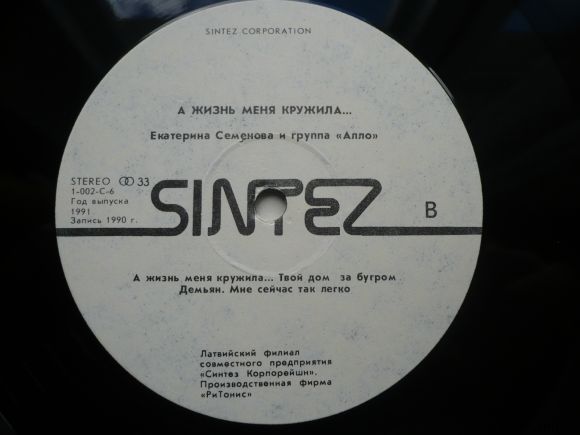 SINTEZ CORPORATION
А ЖИЗНЬ МЕНЯ КРУЖИЛА...
Екатерина Семенова и группа «Алло»
STEREO 33
1-002-С-6
Год выпуска
1991
Запись 1990 г.
SINTEZ
B
А жизнь меня кружила... Твой дом за бугром
Демьян. Мне сейчас так легко
Латвийский филиал
совместного предприятия
«Синтез Корпорейшн».
Производственная фирма
«РиТонис»